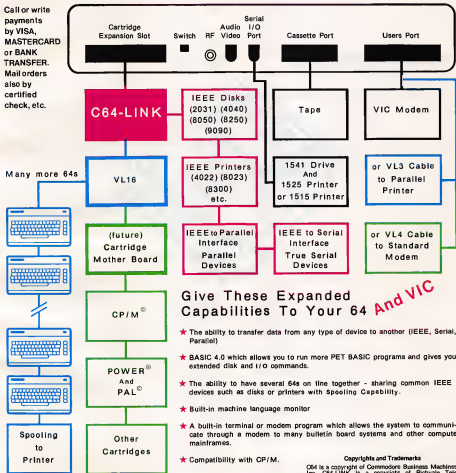 Call or write
payments
by VISA,
MASTERCARD
or BANK
TRANSFER.
Mail orders
also by
certified
check, etc.
Cartridge
Expansion Slot
Switch
RF
Audio
Video
Serial
I/O
Port
Cassette Port
Users Port
C64-LINK
IEEE Disks
(2031) (4040)
(8050) (8250)
(9090)
Tape
VIC Modem
Many more 64s
VL16
IEEE Printers
(4022) (8023)
(8300)
etc.
1541 Drive
And
1525 Printer
or 1515 Printer
or VL3 Cable
to Parallel
Printer
(future)
Cartridge
Mother Board
IEEE to Parallel
Interface
Parallel
Devices
IEEE to Serial
Interface
True Serial
Devices
or VL4 Cable
to Standard
Modem
CP/M©
POWER®
And
PAL©
Spooling
to
Printer
Other
Cartridges
Give These Expanded
Capabilities To Your 64 And VIC
★ The ability to transfer data from any type of device to another (IEEE, Serial,
Parallel)
★ BASIC 4.0 which allows you to run more PET BASIC programs and gives you
extended disk and I/O commands.
★ The ability to have several 64s on line together - sharing common IEEE
devices such as disks or printers with Spooling Capability.
★ Built-in machine language monitor
★ A built-in terminal or modem program which allows the system to communi-
cate through a modem to many bulletin board systems and other compute
mainframes.
★ Compatibility with CP/M.
Copyrights and Trademarks
C64 is a copyright of Commodore Business Machines
Inc. C64-LINK is a copyright of Richvale Tele